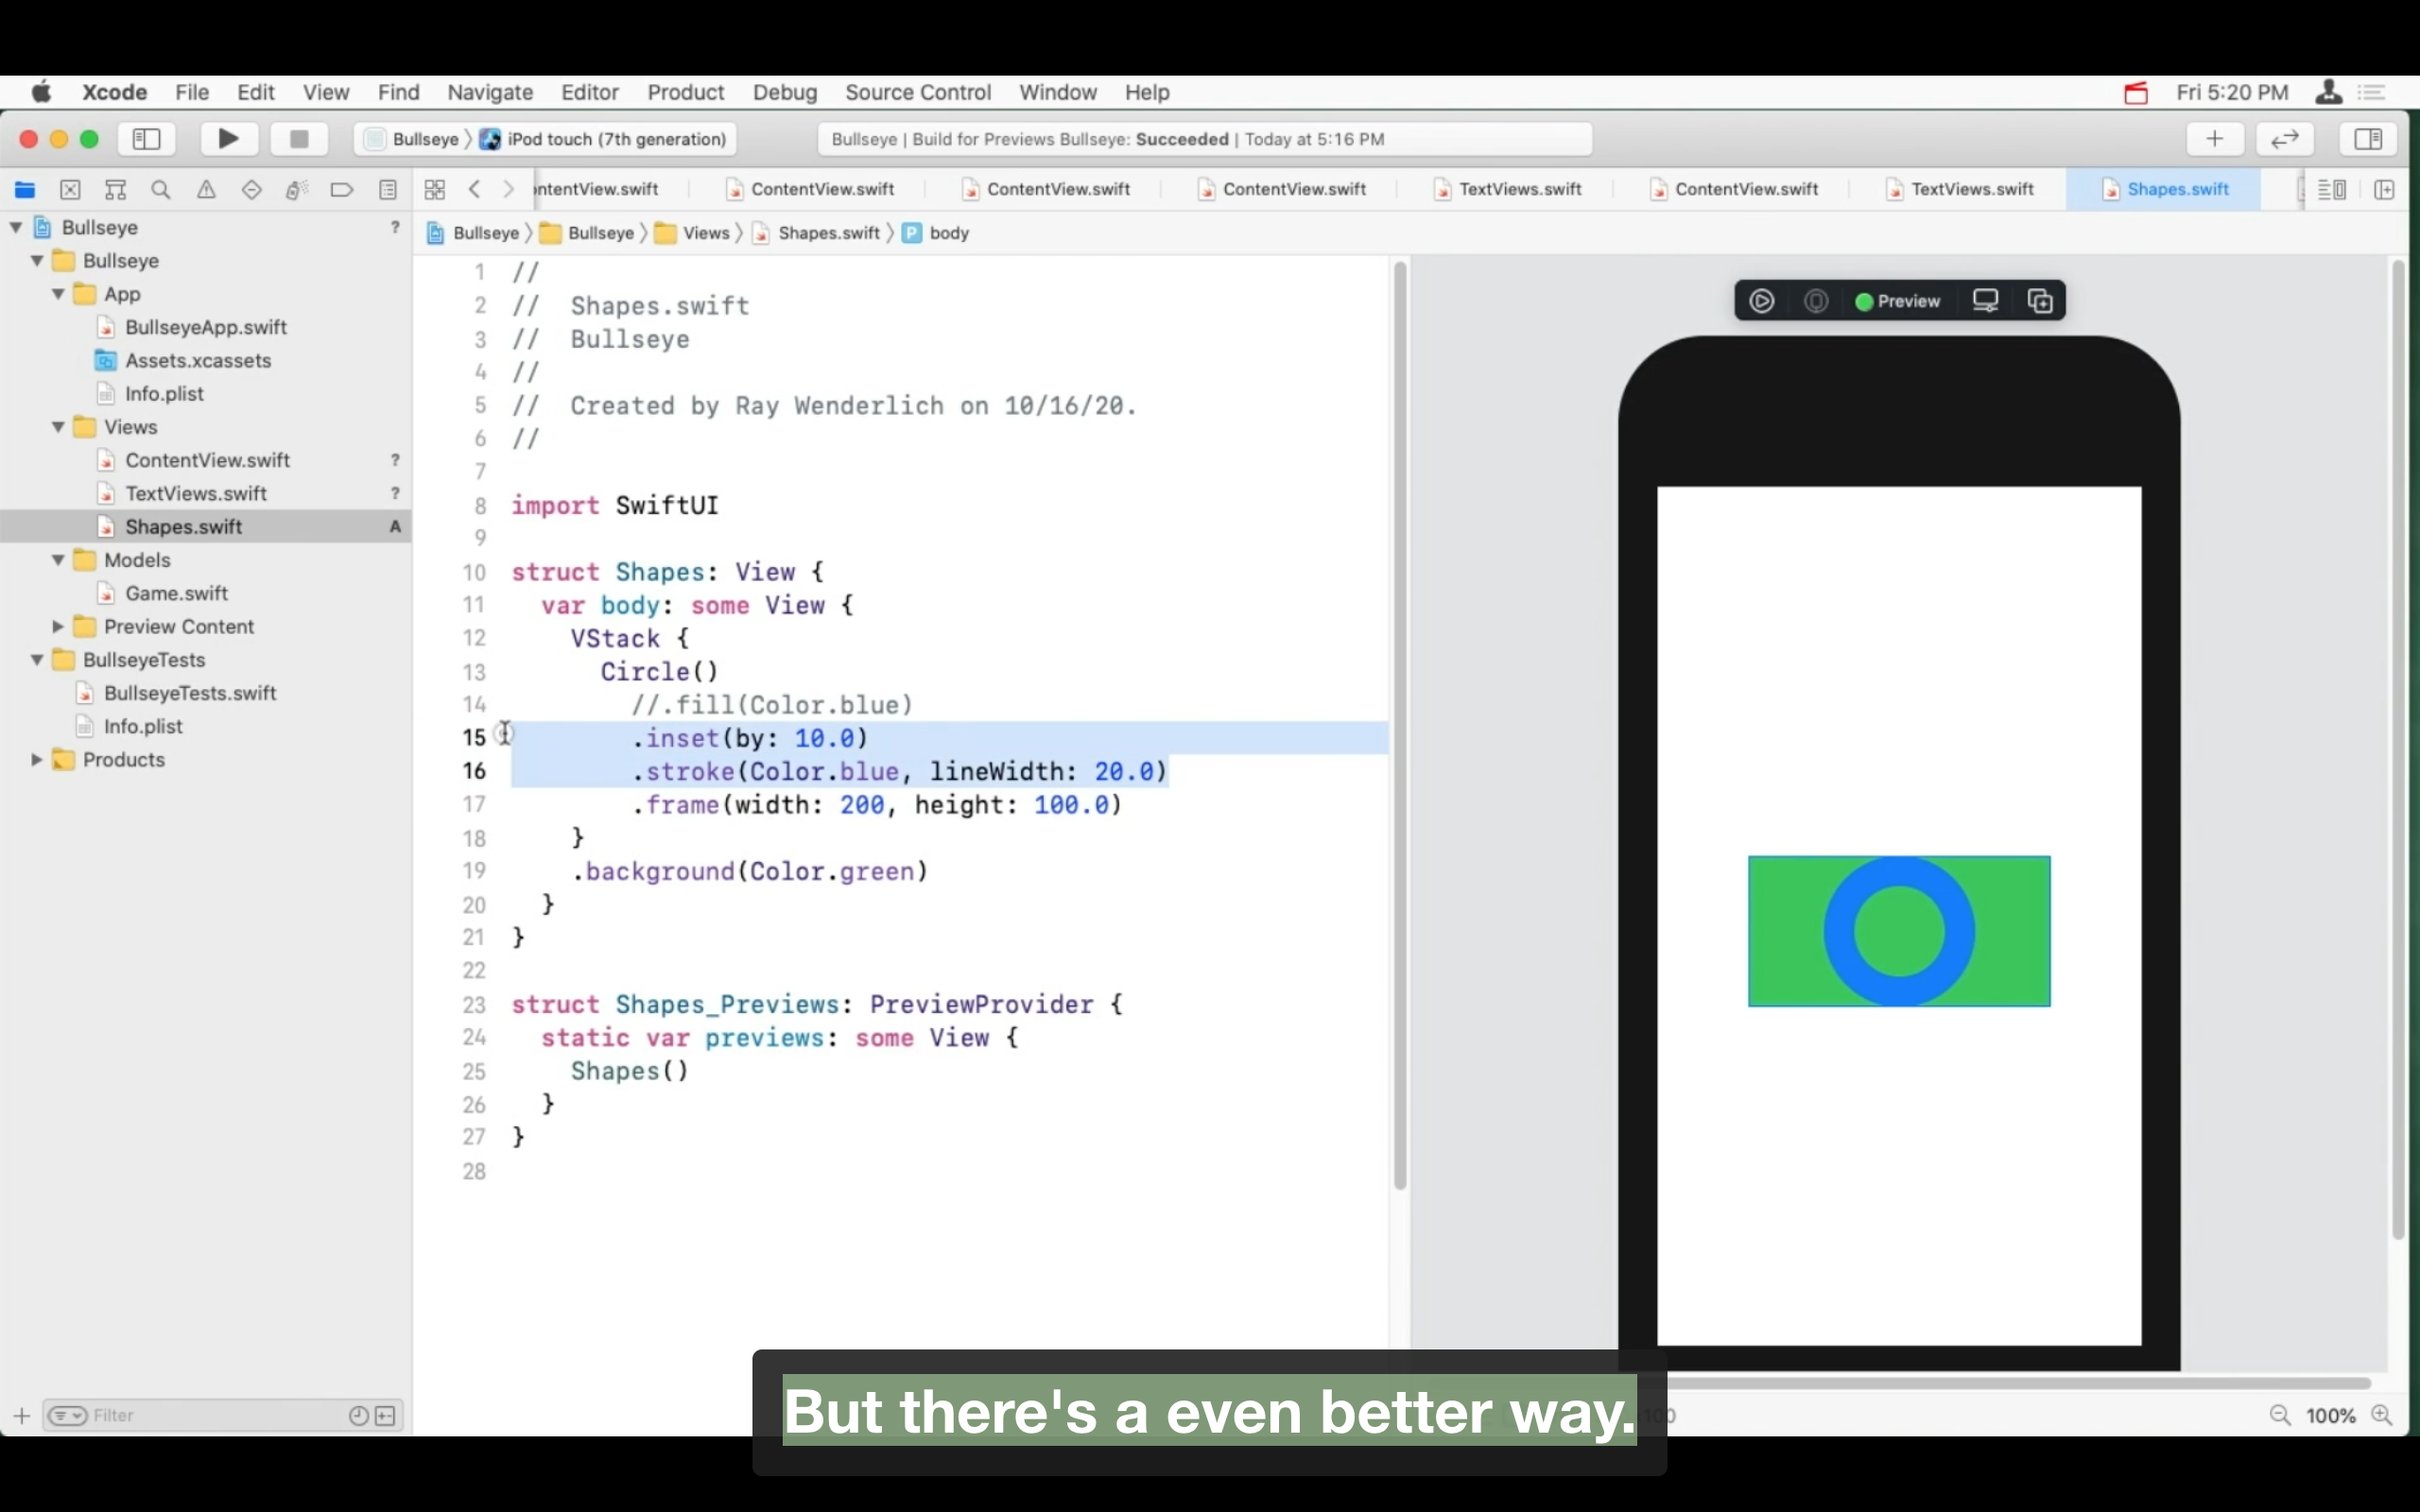 Xcode File Edit View Find Navigate Editor Product Debug Source Control Window Help Fri 5:20 PM
Bullseye iPod touch (7th generation) Bullseye | Build for Previews Bullseye: Succeeded | Today at 5:16 PM
ntentView.swift ContentView.swift ContentView.swift ContentView.swift TextViews.swift ContentView.swift TextViews.swift Shapes.swift
Bullseye Bullseye Views Shapes.swift P body
Bullseye ?
Bullseye
App
BullseyeApp.swift
Assets.xcassets
Info.plist
Views
ContentView.swift ?
TextViews.swift ?
Shapes.swift A
Models
Game.swift
Preview Content
BullseyeTests
BullseyeTests.swift
Info.plist
Products
Filter
1 //
2 //  Shapes.swift
3 //  Bullseye
4 //
5 //  Created by Ray Wenderlich on 10/16/20.
6 //
7
8 import SwiftUI
9
10 struct Shapes: View {
11   var body: some View {
12     VStack {
13       Circle()
14         //.fill(Color.blue)
15         .inset(by: 10.0)
16         .stroke(Color.blue, lineWidth: 20.0)
17         .frame(width: 200, height: 100.0)
18     }
19     .background(Color.green)
20   }
21 }
22
23 struct Shapes_Previews: PreviewProvider {
24   static var previews: some View {
25     Shapes()
26   }
27 }
28
Preview
But there's a even better way.
100%